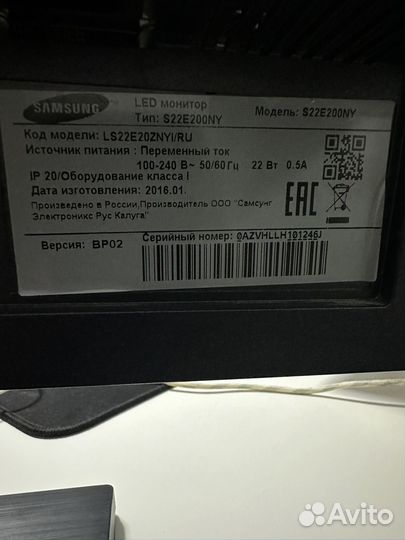 SAMSUNG
LED монитор
Тип: S22E200NY
Модель: S22E200NY
Код модели: LS22E20ZNYI/RU
Источник питания : Переменный ток
100-240 В~ 50/60 Гц 22 Вт 0.5A
IP 20/Оборудование класса I
Дата изготовления: 2016.01.
Произведено в России,Производитель ООО "Самсунг
Электроникс Рус Калуга"
EAC
Версия: BP02
Серийный номер: 0AZVHLLH101246J
Avito